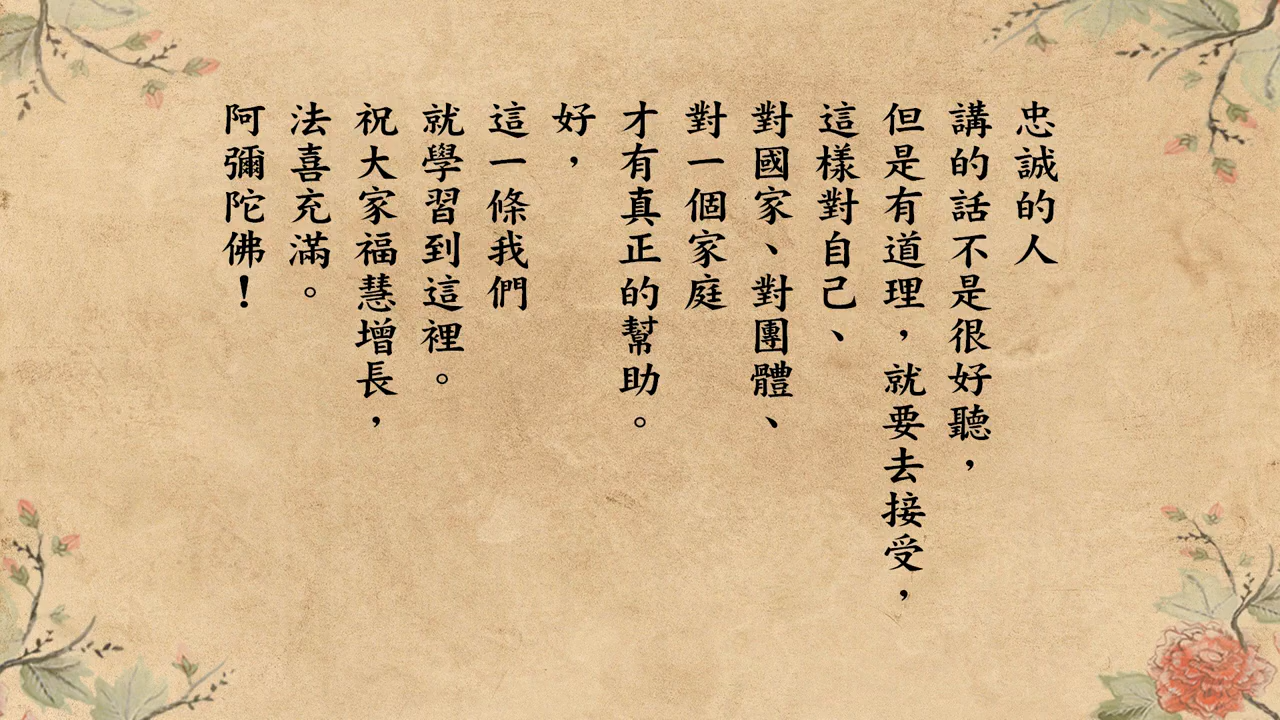 忠誠的人
講的話不是很好聽，
但是有道理，就要去接受，
這樣對自己、
對國家、對團體、
對一個家庭
才有真正的幫助。
好，
這一條我們
就學習到這裡。
祝大家福慧增長，
法喜充滿。
阿彌陀佛！